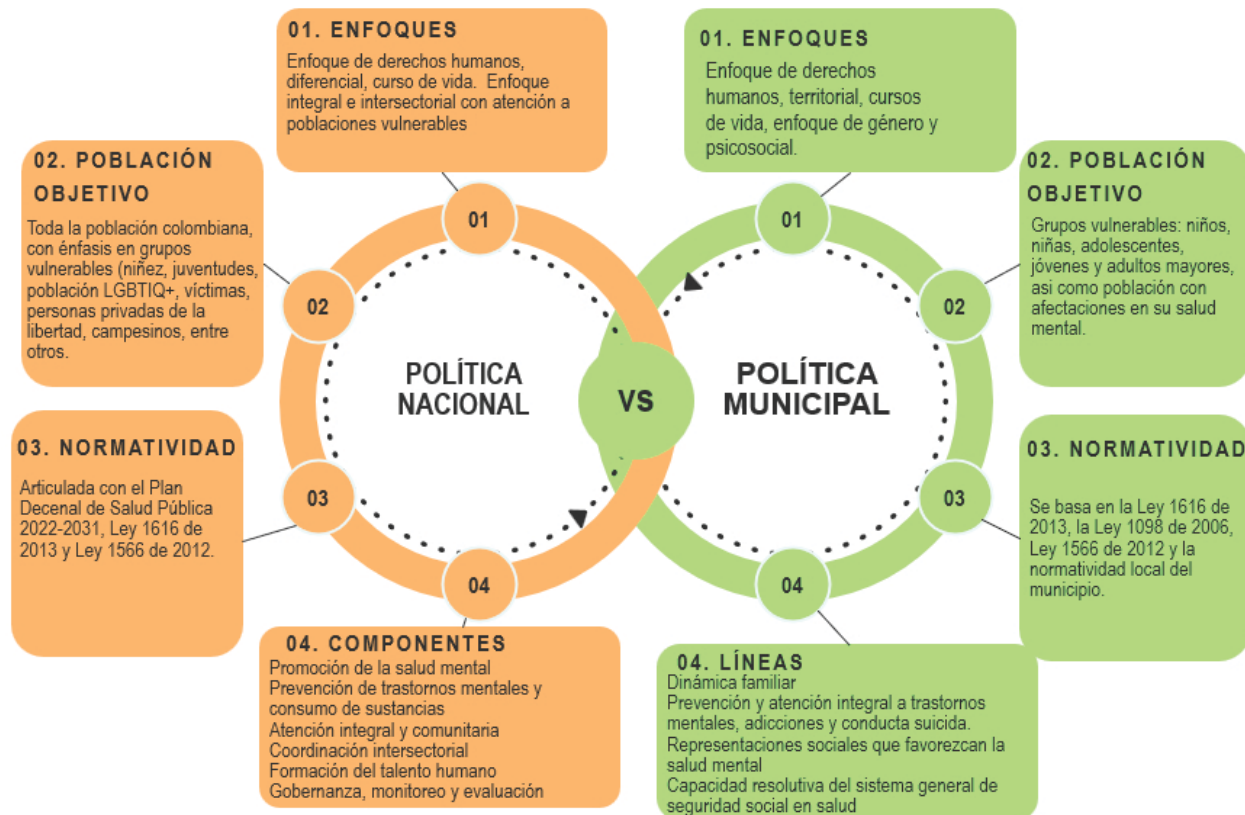 01. ENFOQUES
Enfoque de derechos humanos,
diferencial, curso de vida. Enfoque
integral e intersectorial con atención a
poblaciones vulnerables
02. POBLACIÓN
OBJETIVO
Toda la población colombiana,
con énfasis en grupos
vulnerables (niñez, juventudes,
población LGBTIQ+, víctimas,
personas privadas de la
libertad, campesinos, entre
otros.
03. NORMATIVIDAD
Articulada con el Plan
Decenal de Salud Pública
2022-2031, Ley 1616 de
2013 y Ley 1566 de 2012.
04. COMPONENTES
Promoción de la salud mental
Prevención de trastornos mentales y
consumo de sustancias
Atención integral y comunitaria
Coordinación intersectorial
Formación del talento humano
Gobernanza, monitoreo y evaluación
01
02
03
04
POLÍTICA
NACIONAL
VS
POLÍTICA
MUNICIPAL
01
02
03
04
01. ENFOQUES
Enfoque de derechos
humanos, territorial, cursos
de vida, enfoque de género y
psicosocial.
02. POBLACIÓN
OBJETIVO
Grupos vulnerables: niños,
niñas, adolescentes,
jóvenes y adultos mayores,
asi como población con
afectaciones en su salud
mental.
03. NORMATIVIDAD
Se basa en la Ley 1616 de
2013, la Ley 1098 de 2006,
Ley 1566 de 2012 y la
normatividad local del
municipio.
04. LÍNEAS
Dinámica familiar
Prevención y atención integral a trastornos
mentales, adicciones y conducta suicida.
Representaciones sociales que favorezcan la
salud mental
Capacidad resolutiva del sistema general de
seguridad social en salud